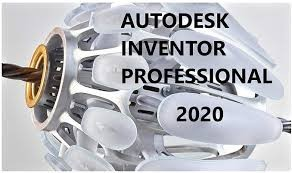 AUTODESK
INVENTOR
PROFESSIONAL
2020